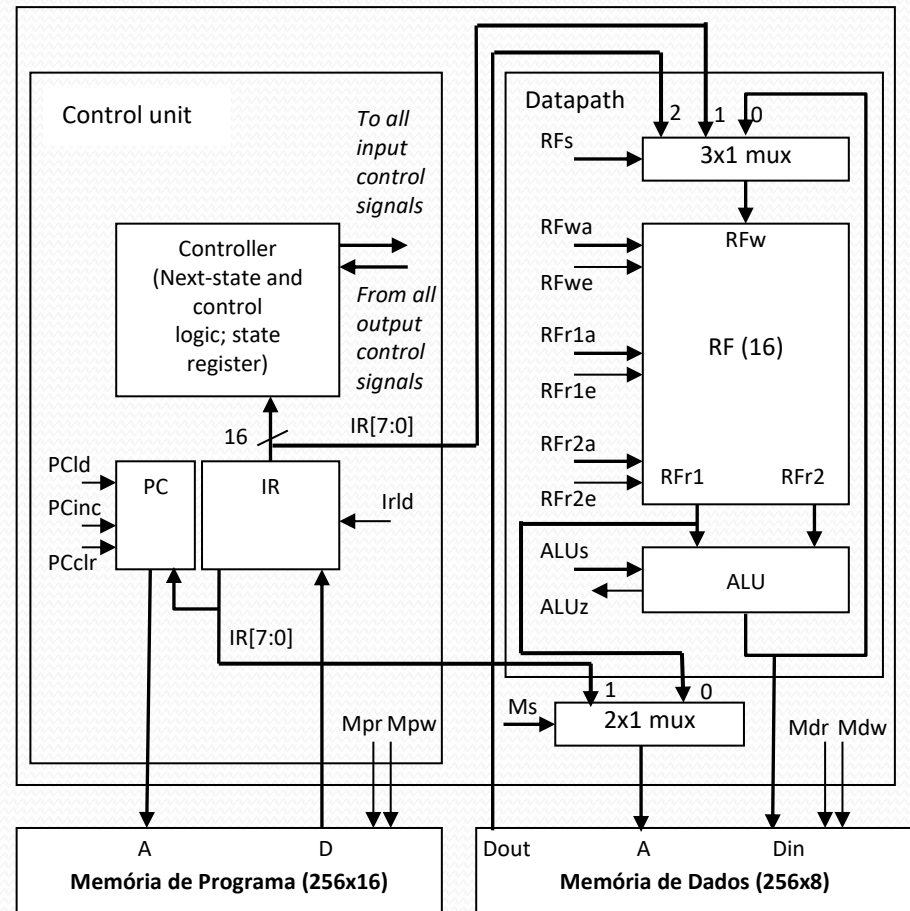 Control unit
To all
input
control
signals
Controller
(Next-state and
control
logic; state
register)
From all
output
control
signals
16
IR[7:0]
PCld
PCinc
PCclr
PC
IR
Irld
IR[7:0]
Mpr Mpw
Datapath
2
1
0
RFs
3x1 mux
RFwa
RFwe
RFw
RFr1a
RFr1e
RF (16)
RFr2a
RFr2e
RFr1
RFr2
ALUs
ALUz
ALU
1
0
Ms
2x1 mux
Mdr Mdw
A
D
Memória de Programa (256x16)
Dout
A
Din
Memória de Dados (256x8)